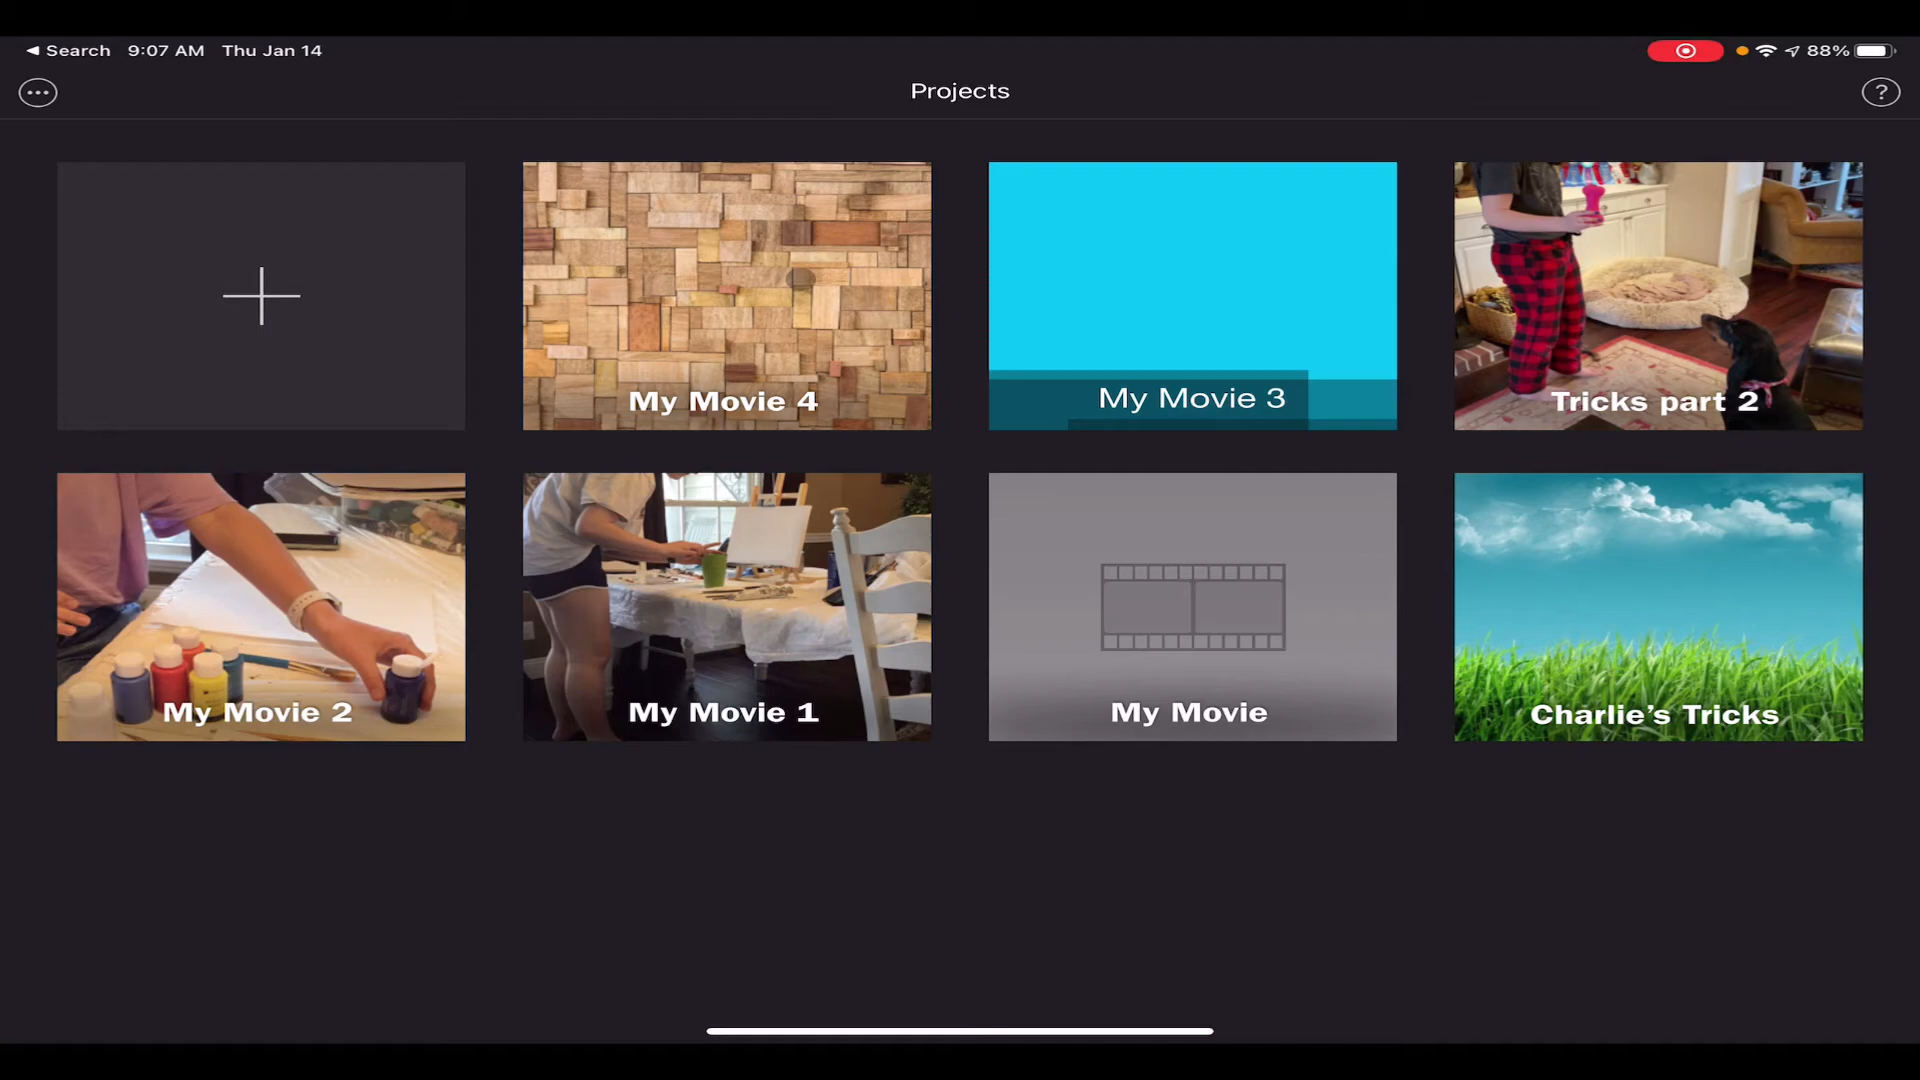 Search 9:07 AM Thu Jan 14
88%
Projects
?
My Movie 4
My Movie 3
Tricks part 2
My Movie 2
My Movie 1
My Movie
Charlie’s Tricks